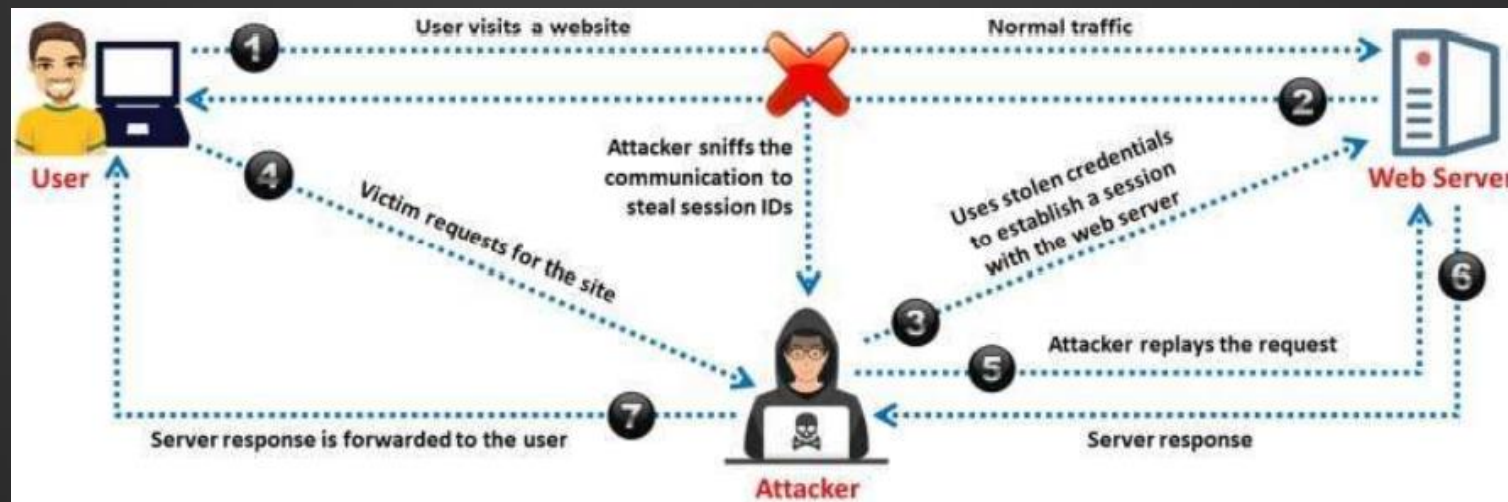 1
User visits a website
Normal traffic
2
User
Web Server
Attacker sniffs the
communication to
steal session IDs
4
Victim requests for the site
Uses stolen credentials
to establish a session
with the web server
3
6
Attacker replays the request
5
7
Server response is forwarded to the user
Server response
Attacker